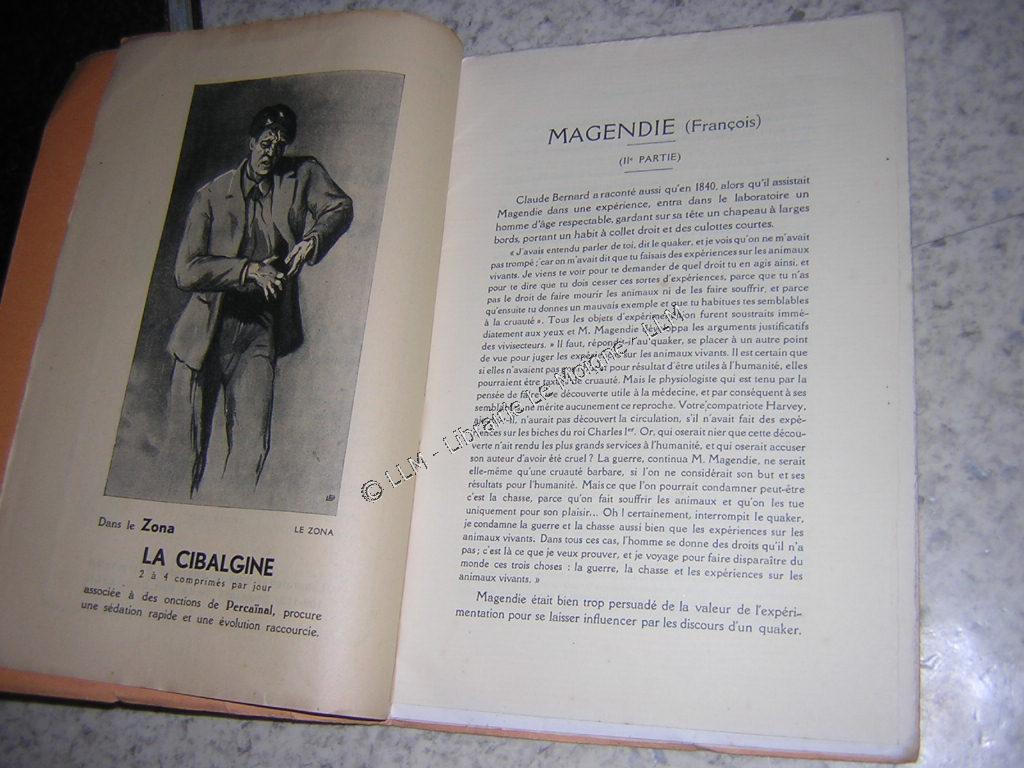 Dans le Zona
LE ZONA
LA CIBALGINE
2 à 4 comprimés par jour
associée à des onctions de Percaïnal, procure
une sédation rapide et une évolution raccourcie.
MAGENDIE (François)
(IIe PARTIE)
Claude Bernard a raconté aussi qu'en 1840, alors qu'il assistait
Magendie dans une expérience, entra dans le laboratoire un
homme d'âge respectable, gardant sur sa tête un chapeau à larges
bords, portant un habit à collet droit et des culottes courtes.
« J'avais entendu parler de toi, dit le quaker, et je vois qu'on ne m'avait
pas trompé ; car on m'avait dit que tu faisais des expériences sur les animaux
vivants. Je viens te voir pour te demander de quel droit tu en agis ainsi, et
pour te dire que tu dois cesser ces sortes d'expériences, parce que tu n'as
pas le droit de faire mourir les animaux ni de les faire souffrir, et parce
qu'ensuite tu donnes un mauvais exemple et que tu habitues tes semblables
à la cruauté ». Tous les objets d'expérimentation furent soustraits immé-
diatement aux yeux et M. Magendie développa les arguments justificatifs
des vivisecteurs. « Il faut, répondit-il au quaker, se placer à un autre point
de vue pour juger les expériences sur les animaux vivants. Il est certain que
si elles n'avaient pas pour résultat d'être utiles à l'humanité, elles
pourraient être taxées de cruauté. Mais le physiologiste qui est tenu par la
pensée de faire une découverte utile à la médecine, et par conséquent à ses
semblables, ne mérite aucunement ce reproche. Votre compatriote Harvey,
n'aurait pas découvert la circulation, s'il n'avait fait des expé-
riences sur les biches du roi Charles Ier. Or, qui oserait nier que cette décou-
verte n'ait rendu les plus grands services à l'humanité, et qui oserait accuser
son auteur d'avoir été cruel ? La guerre, continua M. Magendie, ne serait
elle-même qu'une cruauté barbare, si l'on ne considérait son but et ses
résultats pour l'humanité. Mais ce que l'on pourrait condamner peut-être
c'est la chasse, parce qu'on fait souffrir les animaux et qu'on les tue
uniquement pour son plaisir... Oh ! certainement, interrompit le quaker,
je condamne la guerre et la chasse aussi bien que les expériences sur les
animaux vivants. Dans tous ces cas, l'homme se donne des droits qu'il n'a
pas ; c'est là ce que je veux prouver, et je voyage pour faire disparaître du
monde ces trois choses : la guerre, la chasse et les expériences sur les
animaux vivants. »
Magendie était bien trop persuadé de la valeur de l'expéri-
mentation pour se laisser influencer par les discours d'un quaker.
© LLM - Librairie Le Moigne - LLM